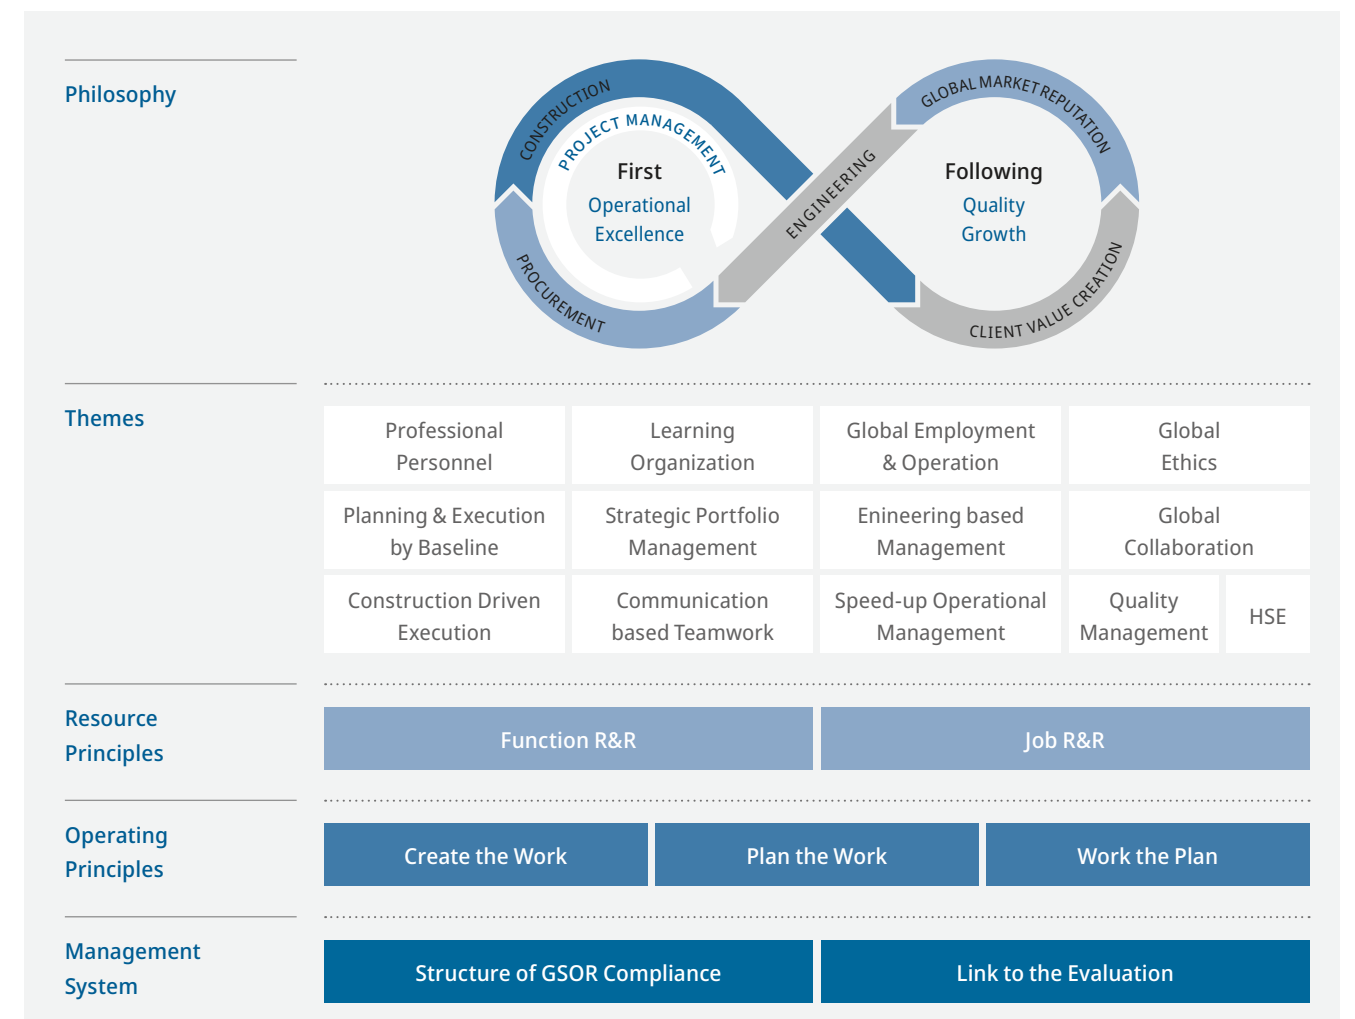 Philosophy
CONSTRUCTION
PROJECT MANAGEMENT
First
Operational
Excellence
PROCUREMENT
ENGINEERING
GLOBAL MARKET REPUTATION
Following
Quality
Growth
CLIENT VALUE CREATION
Themes
Professional
Personnel
Learning
Organization
Global Employment
& Operation
Global
Ethics
Planning & Execution
by Baseline
Strategic Portfolio
Management
Enineering based
Management
Global
Collaboration
Construction Driven
Execution
Communication
based Teamwork
Speed-up Operational
Management
Quality
Management
HSE
Resource
Principles
Function R&R
Job R&R
Operating
Principles
Create the Work
Plan the Work
Work the Plan
Management
System
Structure of GSOR Compliance
Link to the Evaluation